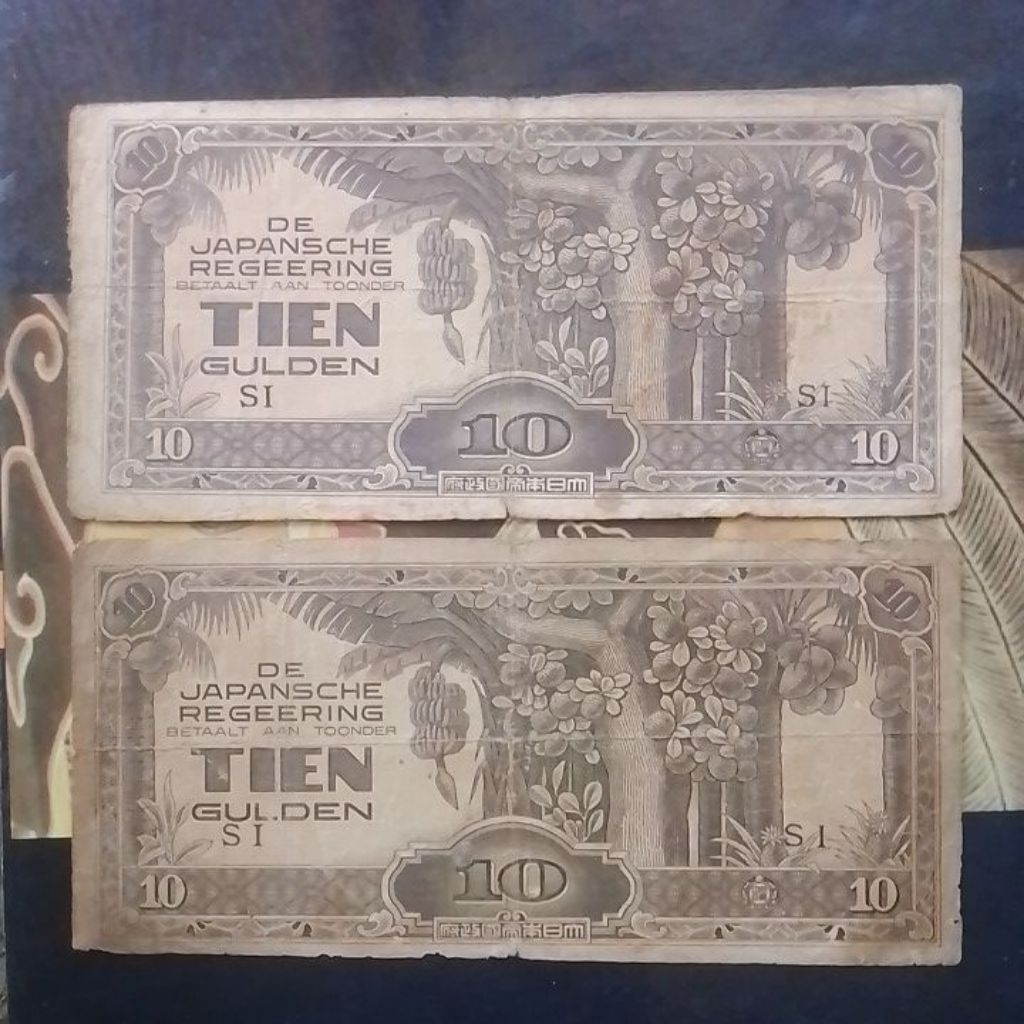 10 10
DE
JAPANSCHE
REGEERING
BETAALT AAN TOONDER
TIEN
GULDEN
SI SI
10 10 10
府政國帝本日大
10 10
DE
JAPANSCHE
REGEERING
BETAALT AAN TOONDER
TIEN
GULDEN
SI SI
10 10 10
府政國帝本日大